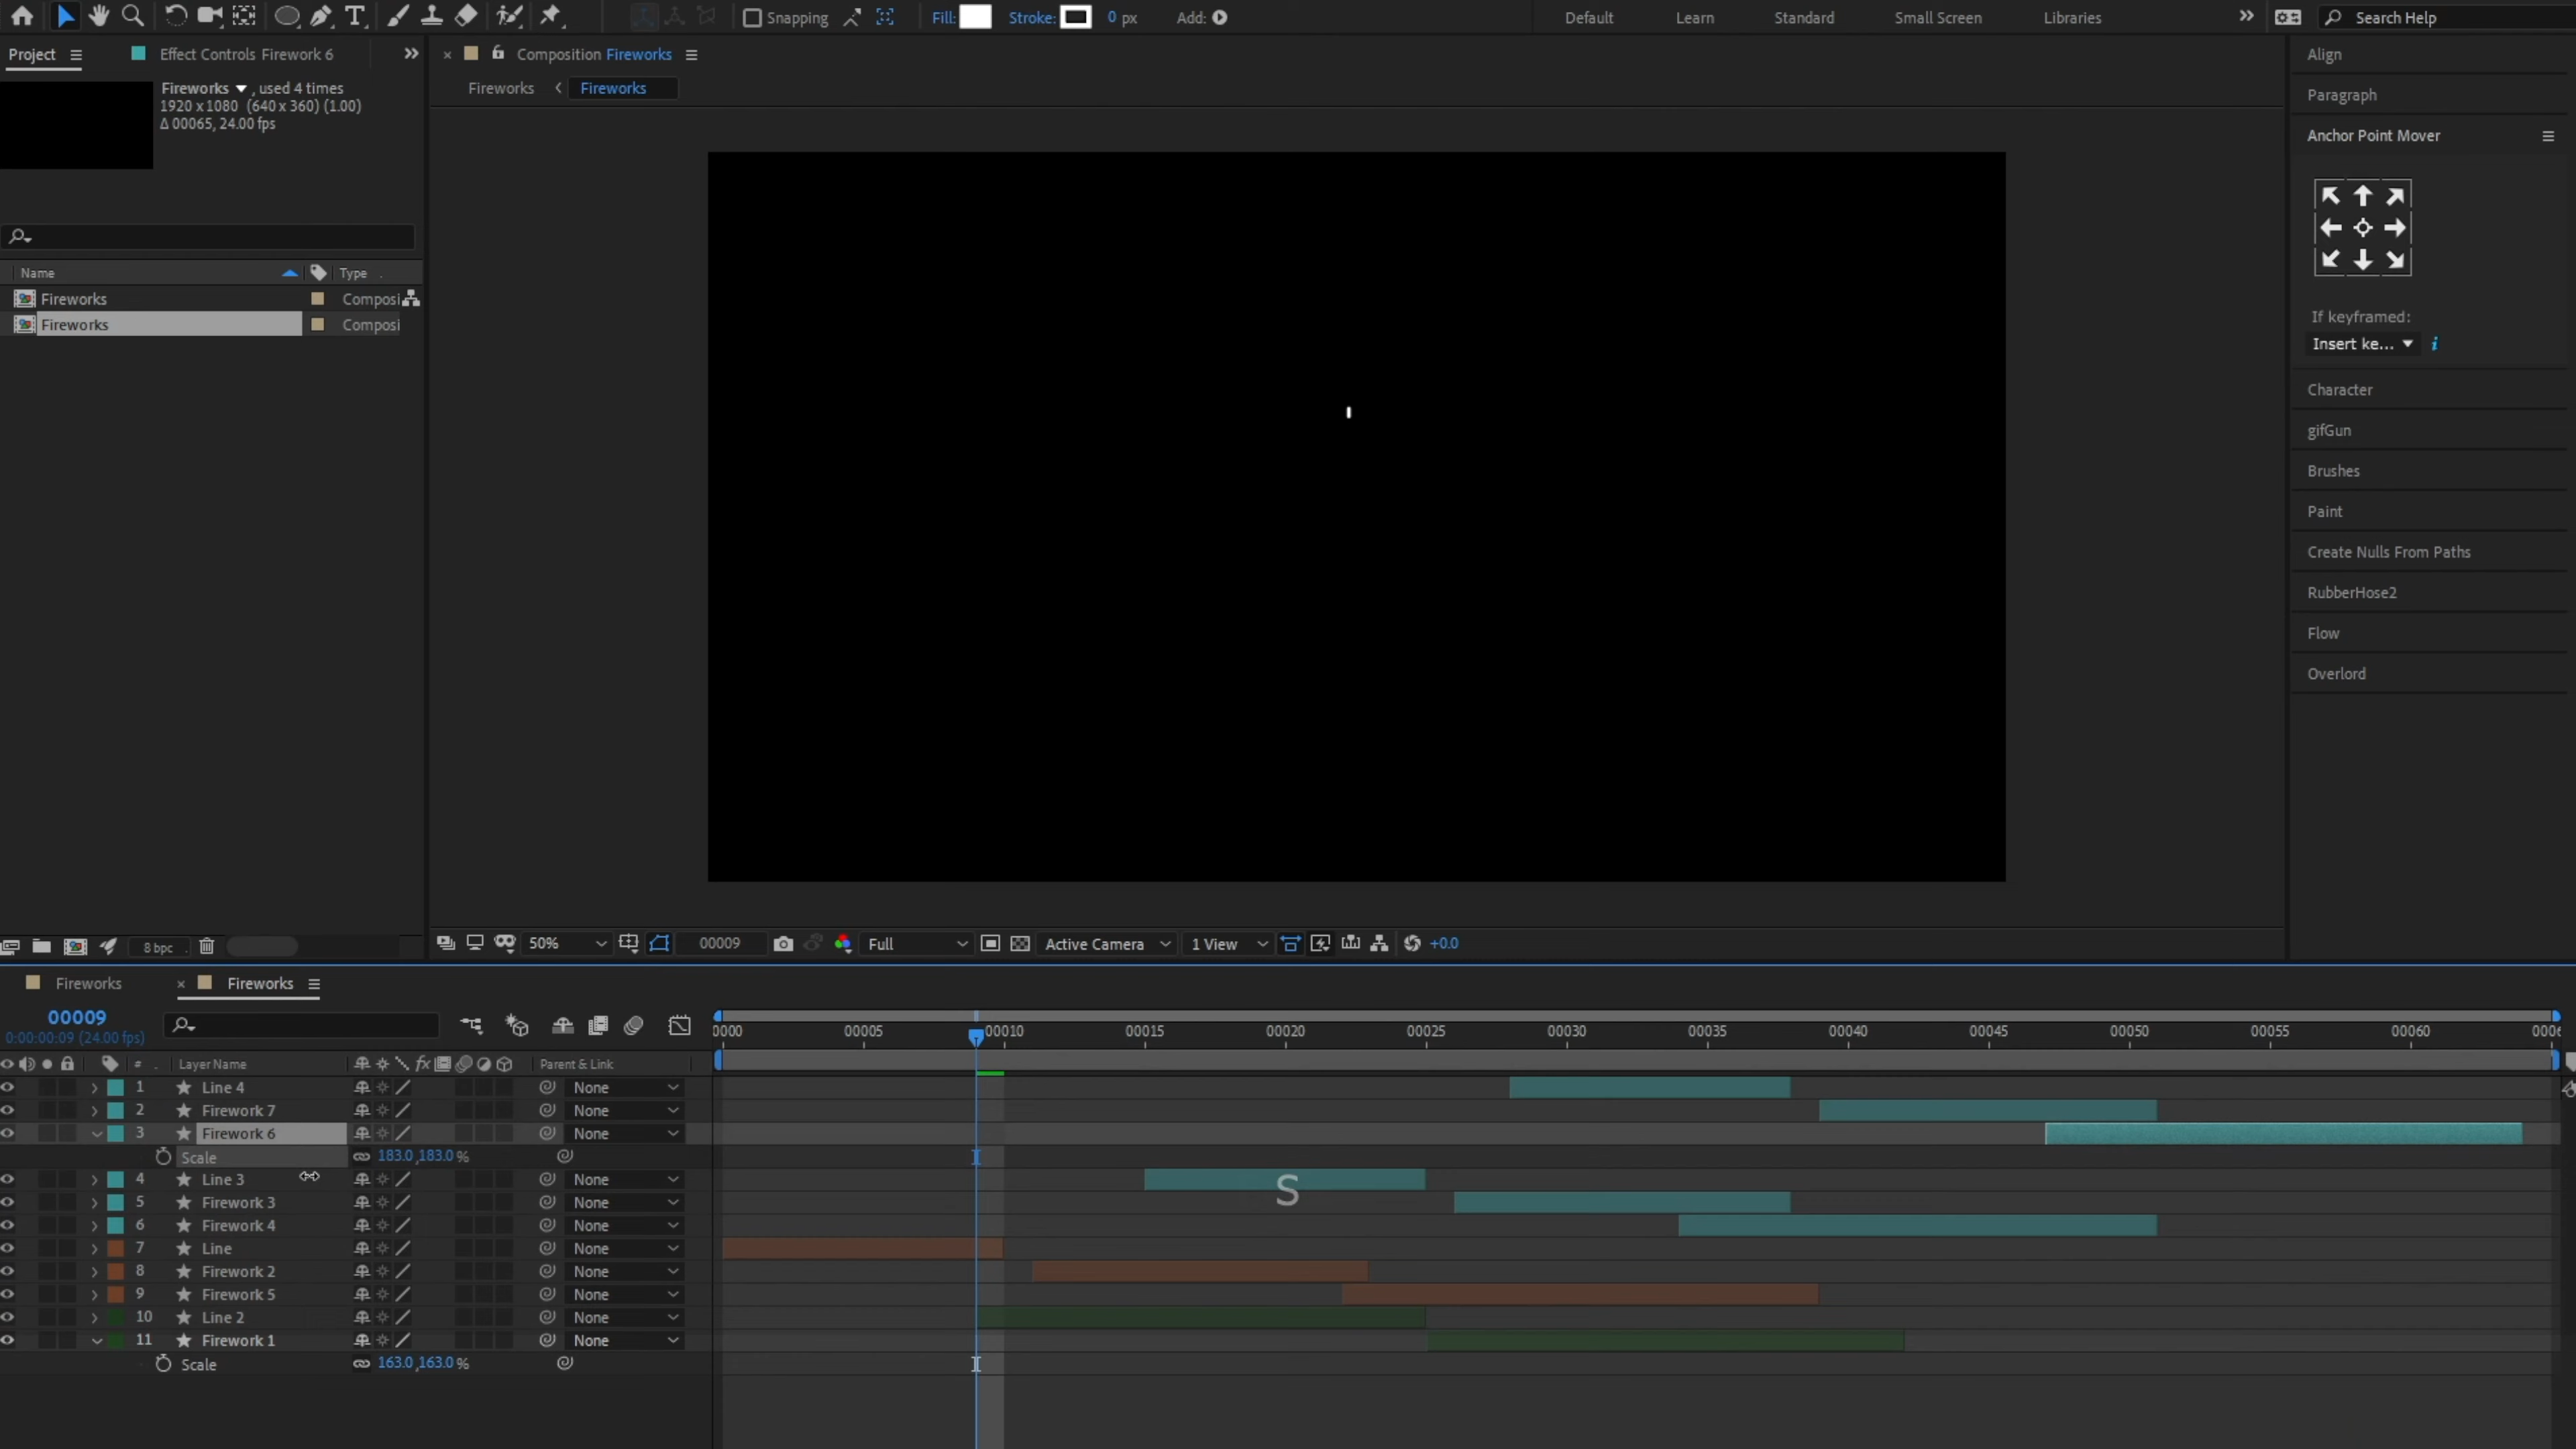 Snapping Fill: Stroke: 0 px Add: Default Learn Standard Small Screen Libraries Search Help
Project Effect Controls Firework 6
Fireworks , used 4 times
1920 x 1080 (640 x 360) (1.00)
Δ 00065, 24.00 fps
Name Type
Fireworks Composi
Fireworks Composi
8 bpc
Composition Fireworks
Fireworks Fireworks
50% 00009 Full Active Camera 1 View +0.0
Align
Paragraph
Anchor Point Mover
If keyframed:
Insert ke...
Character
gifGun
Brushes
Paint
Create Nulls From Paths
RubberHose2
Flow
Overlord
Fireworks Fireworks
00009
0:00:00:09 (24.00 fps)
0000 00005 00010 00015 00020 00025 00030 00035 00040 00045 00050 00055 00060 0006
# Layer Name fx Parent & Link
1 Line 4 None
2 Firework 7 None
3 Firework 6 None
Scale 183.0,183.0%
4 Line 3 None
S
5 Firework 3 None
6 Firework 4 None
7 Line None
8 Firework 2 None
9 Firework 5 None
10 Line 2 None
11 Firework 1 None
Scale 163.0,163.0%